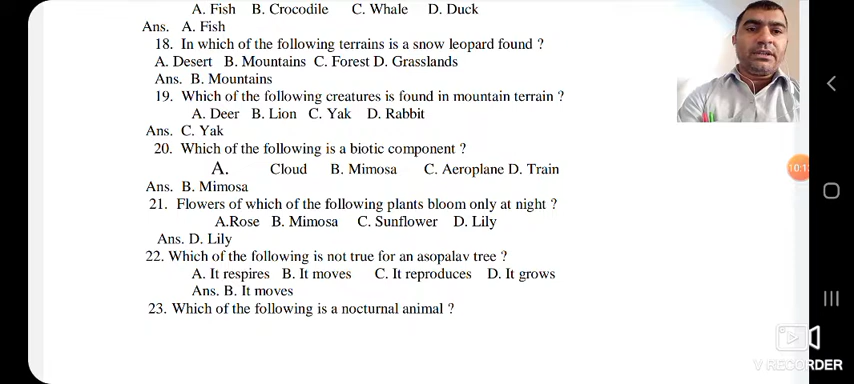 A. Fish B. Crocodile C. Whale D. Duck
Ans. A. Fish
18. In which of the following terrains is a snow leopard found ?
A. Desert B. Mountains C. Forest D. Grasslands
Ans. B. Mountains
19. Which of the following creatures is found in mountain terrain ?
A. Deer B. Lion C. Yak D. Rabbit
Ans. C. Yak
20. Which of the following is a biotic component ?
A. Cloud B. Mimosa C. Aeroplane D. Train
Ans. B. Mimosa
21. Flowers of which of the following plants bloom only at night ?
A.Rose B. Mimosa C. Sunflower D. Lily
Ans. D. Lily
22. Which of the following is not true for an asopalav tree ?
A. It respires B. It moves C. It reproduces D. It grows
Ans. B. It moves
23. Which of the following is a nocturnal animal ?